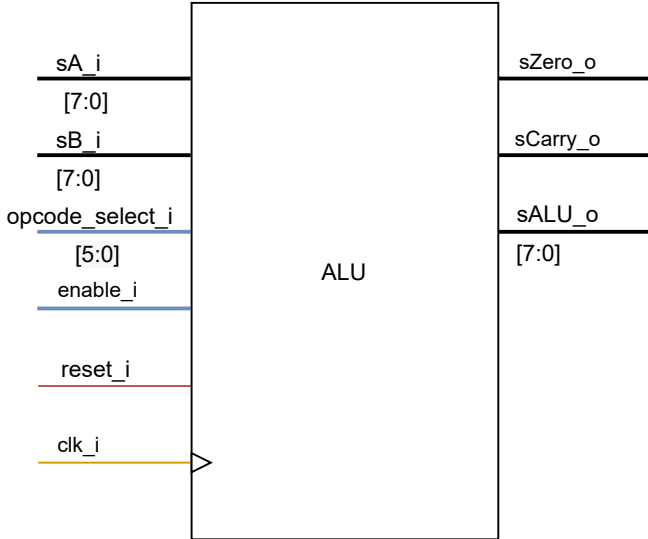 sA_i
[7:0]
sB_i
[7:0]
opcode_select_i
[5:0]
enable_i
reset_i
clk_i
ALU
sZero_o
sCarry_o
sALU_o
[7:0]